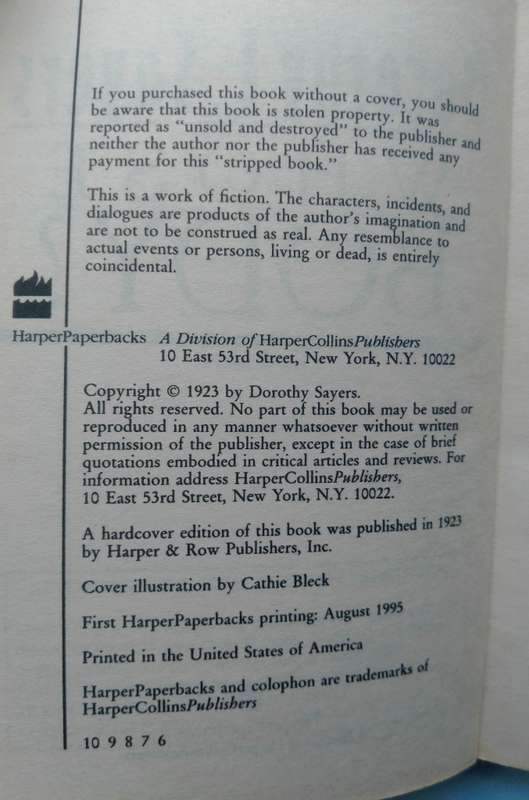 If you purchased this book without a cover, you should
be aware that this book is stolen property. It was
reported as "unsold and destroyed" to the publisher and
neither the author nor the publisher has received any
payment for this "stripped book."
This is a work of fiction. The characters, incidents, and
dialogues are products of the author's imagination and
are not to be construed as real. Any resemblance to
actual events or persons, living or dead, is entirely
coincidental.
HarperPaperbacks A Division of HarperCollinsPublishers
10 East 53rd Street, New York, N.Y. 10022
Copyright © 1923 by Dorothy Sayers.
All rights reserved. No part of this book may be used or
reproduced in any manner whatsoever without written
permission of the publisher, except in the case of brief
quotations embodied in critical articles and reviews. For
information address HarperCollinsPublishers,
10 East 53rd Street, New York, N.Y. 10022.
A hardcover edition of this book was published in 1923
by Harper & Row Publishers, Inc.
Cover illustration by Cathie Bleck
First HarperPaperbacks printing: August 1995
Printed in the United States of America
HarperPaperbacks and colophon are trademarks of
HarperCollinsPublishers
10 9 8 7 6